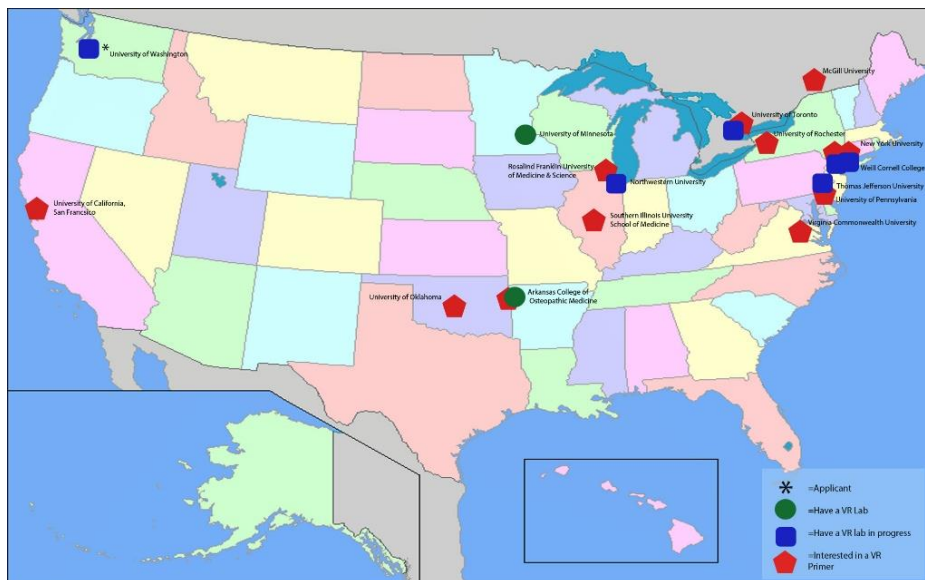 University of Washington
McGill University
University of Toronto
University of Minnesota
University of Rochester
New York University
Rosalind Franklin University
of Medicine & Science
Northwestern University
Weill Cornell College
Thomas Jefferson University
University of Pennsylvania
University of California,
San Francsico
Southern Illinois University
School of Medicine
Virginia Commonwealth University
University of Oklahoma
Arkansas College of
Osteopathic Medicine
* =Applicant
=Have a VR Lab
=Have a VR lab in progress
=Interested in a VR
Primer